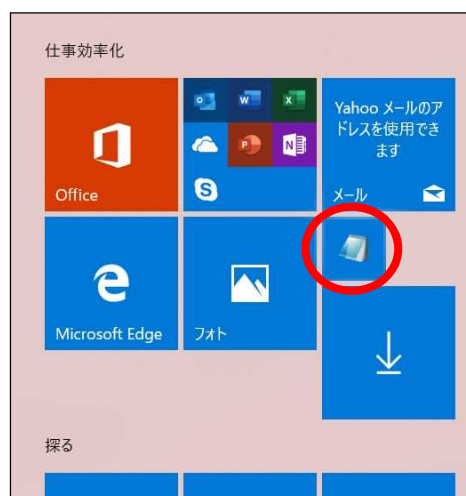 仕事効率化
Office
Yahoo メールのア
ドレスを使用でき
ます
メール
Microsoft Edge
フォト
探る